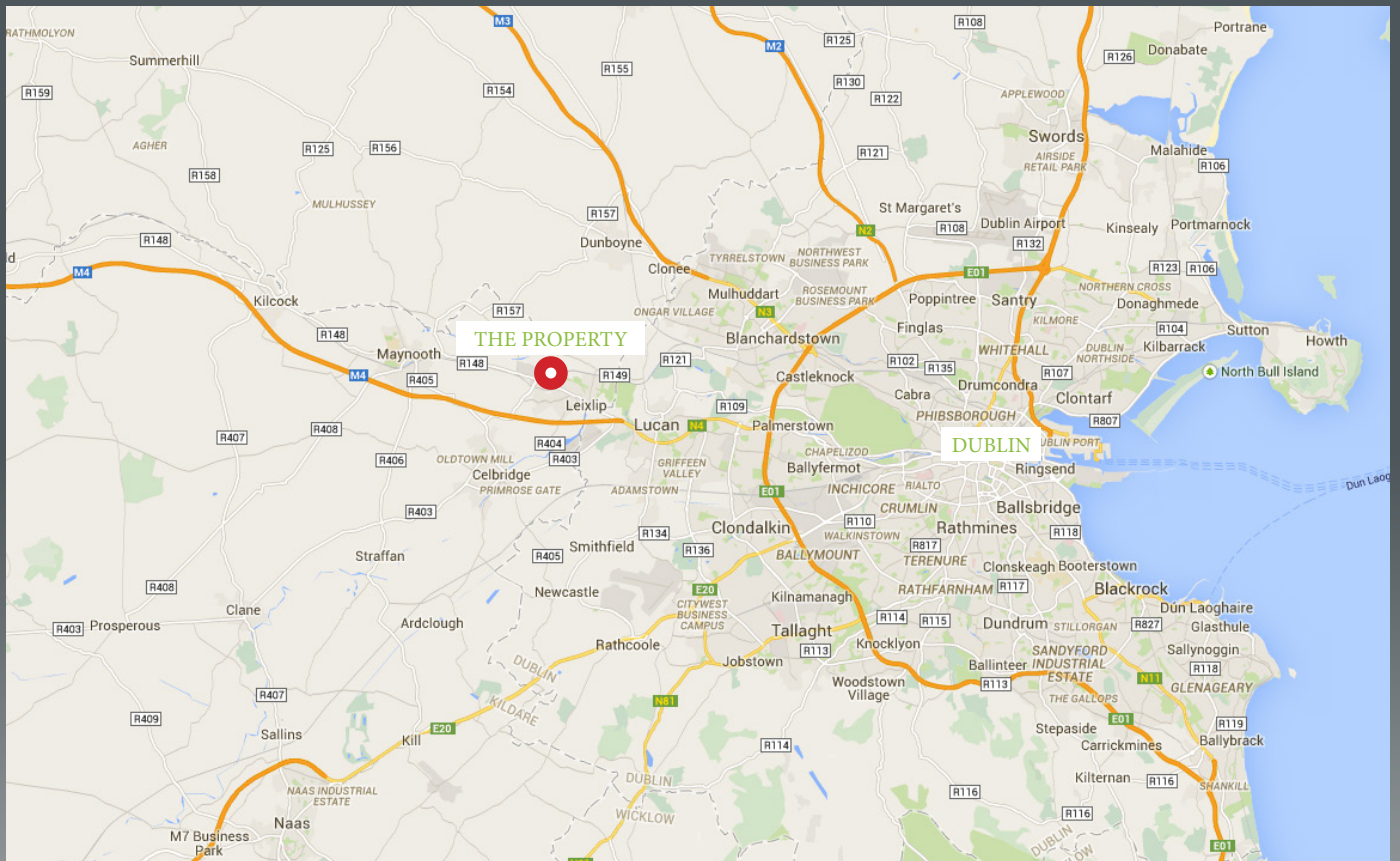 M3
R108
Portrane
RATHMOLYON
M2
R125
Donabate
Summerhill
R155
R126
R159
R154
R130
R122
APPLEWOOD
Swords
AGHER
R125
R156
R121
AIRSIDE
RETAIL PARK
Malahide
R106
R158
MULHUSSEY
R157
St Margaret's
R108
Dublin Airport
Kinsealy
Portmarnock
N2
R148
Dunboyne
R132
d
TYRRELSTOWN
NORTHWEST
BUSINESS PARK
M4
Clonee
E01
R123
R106
Kilcock
Mulhuddart
ROSEMOUNT
BUSINESS PARK
Poppintree
Santry
NORTHERN CROSS
Donaghmede
R157
ONGAR VILLAGE
N3
KILMORE
R148
THE PROPERTY
Blanchardstown
Finglas
R104
Sutton
Howth
Maynooth
R148
R121
WHITEHALL
DUBLIN
NORTHSIDE
Kilbarrack
M4
R405
R149
R102
R135
R107
North Bull Island
Castleknock
Cabra
Drumcondra
Clontarf
Leixlip
R109
PHIBSBOROUGH
R807
R407
R408
Lucan
N4
Palmerstown
R404
DUBLIN
UBLIN PORT
R406
OLDTOWN MILL
R403
GRIFFEEN
VALLEY
CHAPELIZOD
Ballyfermot
Ringsend
Celbridge
PRIMROSE GATE
ADAMSTOWN
E01
INCHICORE
RIALTO
Dun Laog
R403
CRUMLIN
Ballsbridge
R134
Clondalkin
R110
WALKINSTOWN
Rathmines
R118
Straffan
R405
Smithfield
R136
BALLYMOUNT
R817
TERENURE
Clonskeagh
Booterstown
R408
Newcastle
E20
CITYWEST
BUSINESS
CAMPUS
Kilnamanagh
RATHFARNHAM
R117
Blackrock
Clane
Dún Laoghaire
R403
Prosperous
Ardclough
Tallaght
R114
R115
Dundrum
STILLORGAN
R827
Glasthule
Rathcoole
R113
Knocklyon
SANDYFORD
INDUSTRIAL
ESTATE
Sallynoggin
DUBLIN
KILDARE
Jobstown
Ballinteer
R118
R407
N81
Woodstown
Village
R113
N11
GLENAGEARY
THE GALLOPS
R409
E20
E01
R119
Sallins
Kill
R114
Stepaside
Carrickmines
Ballybrack
DUBLIN
WICKLOW
Kilternan
R116
SHANKILL
NAAS INDUSTRIAL
ESTATE
R116
Naas
R116
M7 Business
Park
DUBLIN
LOW
E01